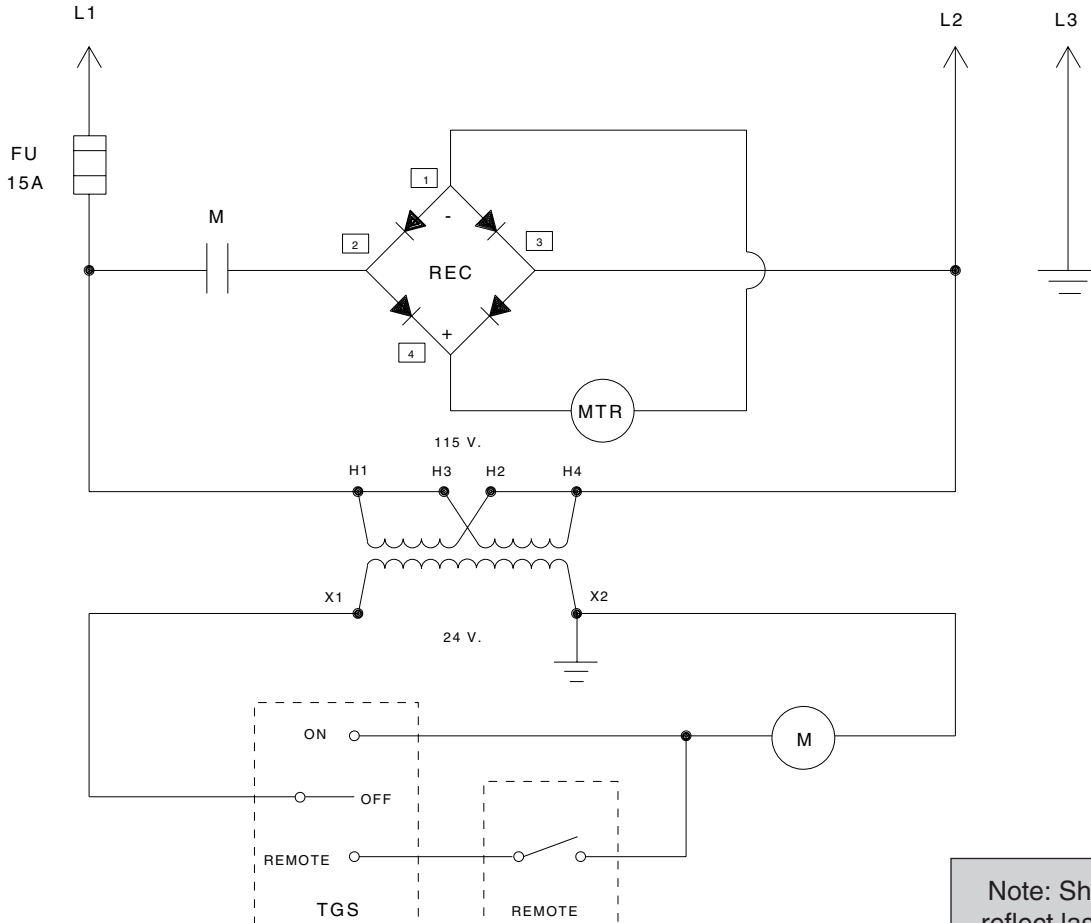 L1
L2
L3
FU
15A
M
1
-
2
3
REC
+
4
MTR
115 V.
H1
H3
H2
H4
X1
X2
24 V.
ON
M
OFF
REMOTE
TGS
REMOTE
Note: Sh
reflect las